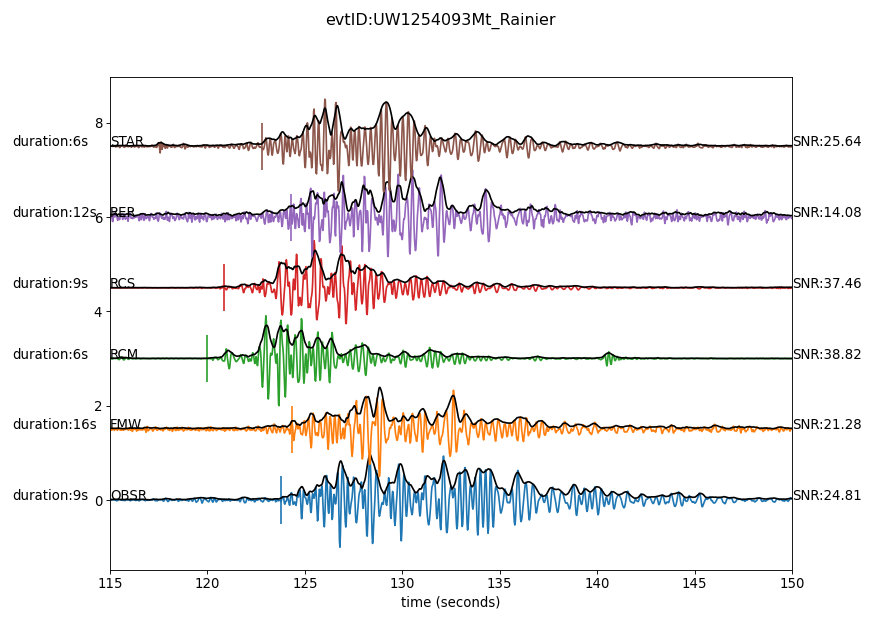 evtID:UW1254093Mt_Rainier
8
duration:6s STAR SNR:25.64
duration:12s RER SNR:14.08
6
duration:9s RCS SNR:37.46
4
duration:6s RCM SNR:38.82
2
duration:16s FMW SNR:21.28
duration:9s OBSR SNR:24.81
0
115 120 125 130 135 140 145 150
time (seconds)